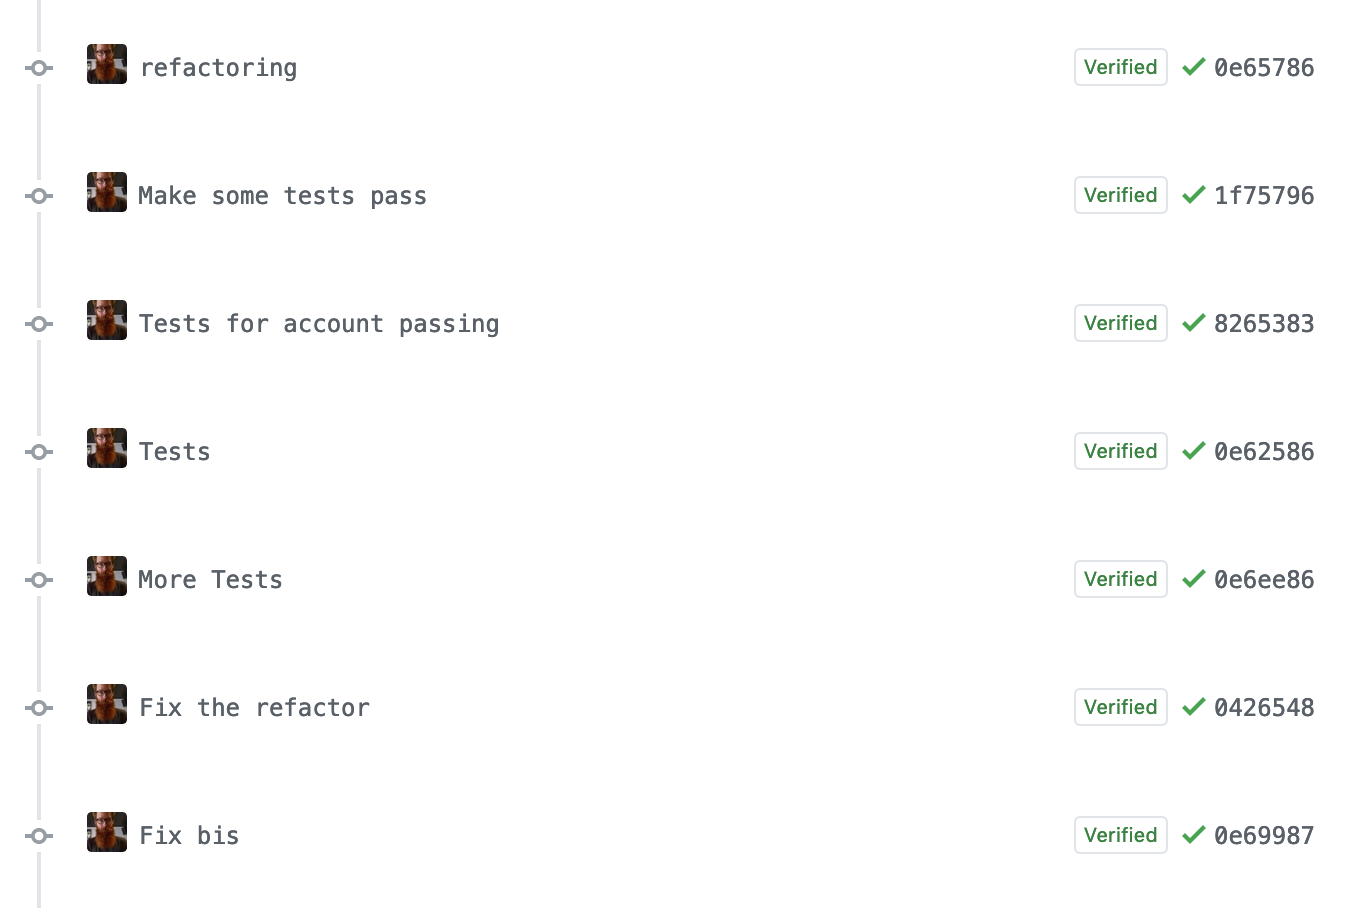 refactoring Verified 0e65786
Make some tests pass Verified 1f75796
Tests for account passing Verified 8265383
Tests Verified 0e62586
More Tests Verified 0e6ee86
Fix the refactor Verified 0426548
Fix bis Verified 0e69987